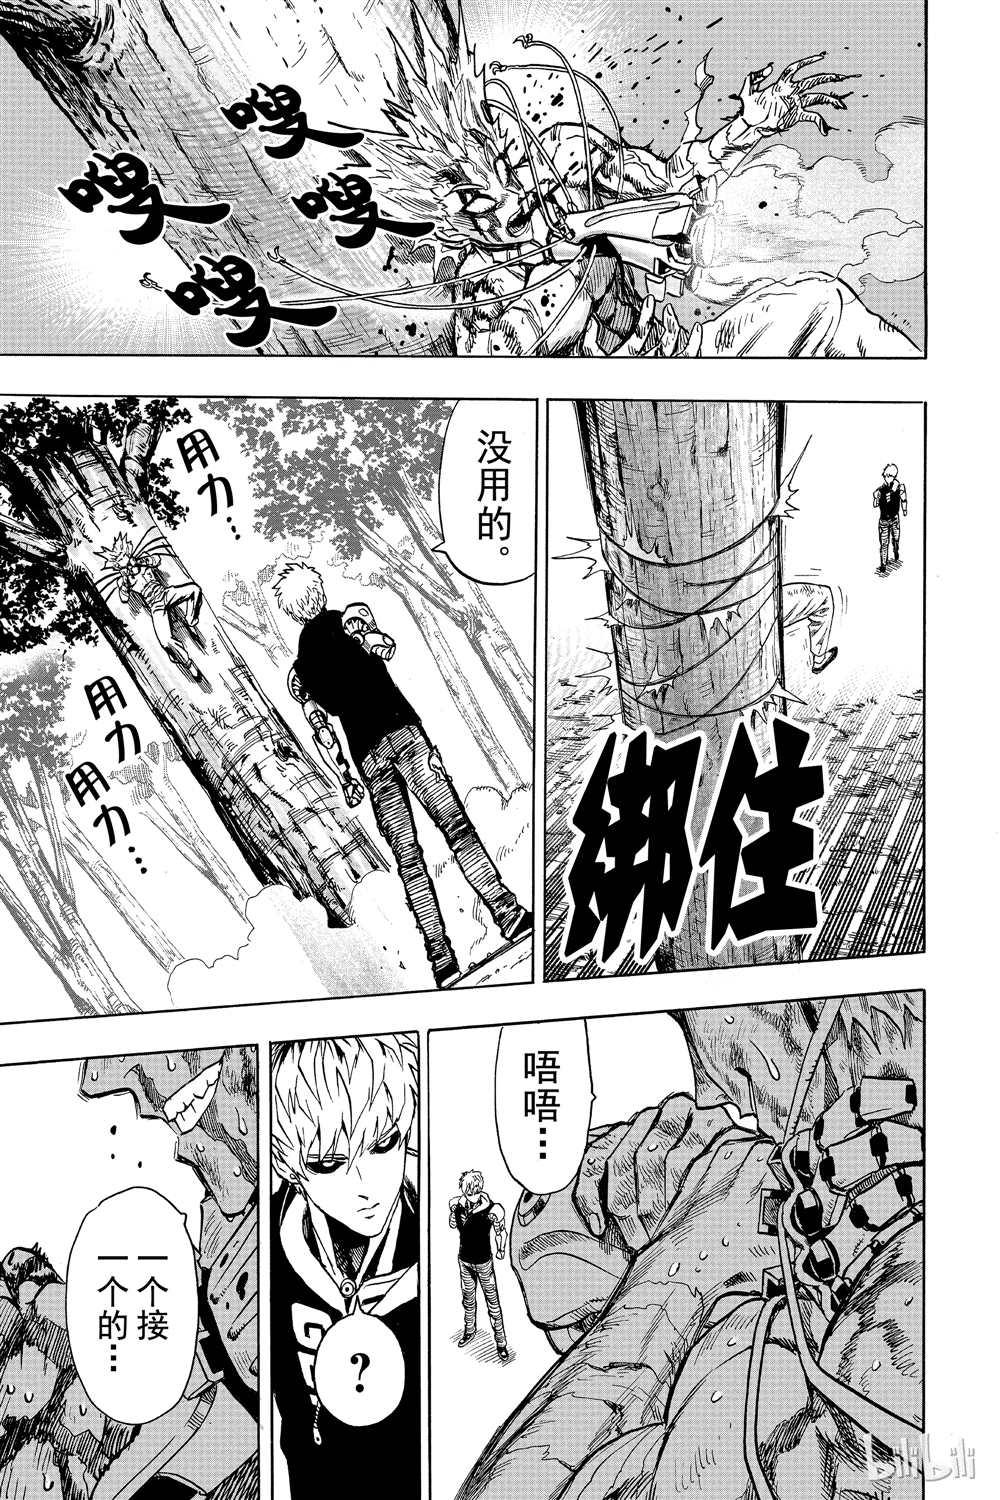 嗖
嗖
嗖
嗖
绑住
没用的。
用力…
用力…
用力…
唔唔…
?
一个接
一个的…
bilibili